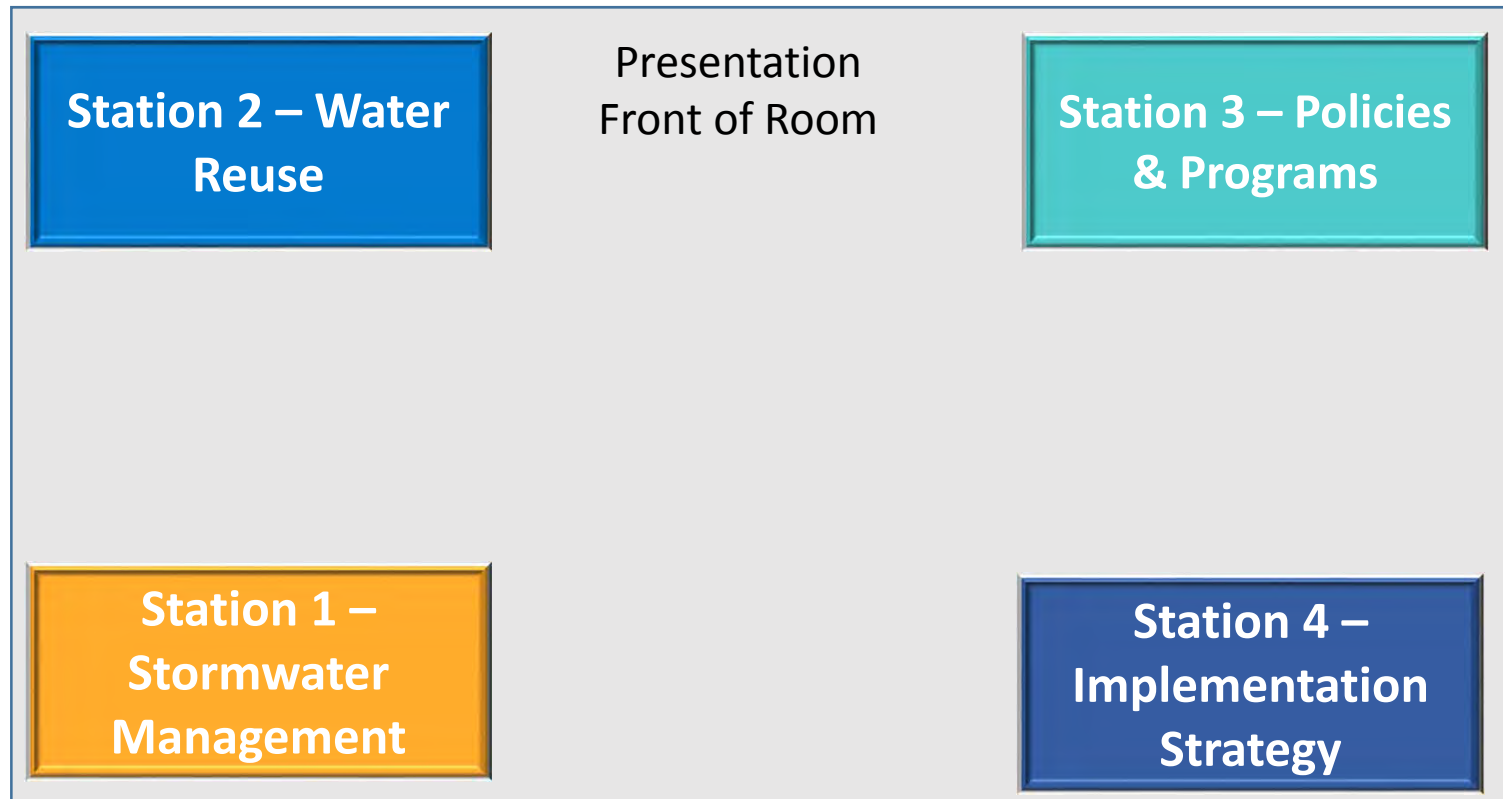 Station 2 – Water
Reuse
Presentation
Front of Room
Station 3 – Policies
& Programs
Station 1 –
Stormwater
Management
Station 4 –
Implementation
Strategy